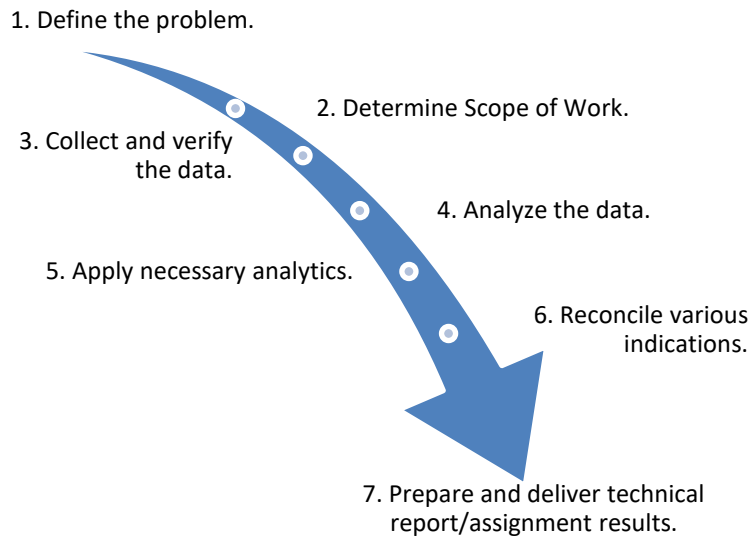 1. Define the problem.
2. Determine Scope of Work.
3. Collect and verify
the data.
4. Analyze the data.
5. Apply necessary analytics.
6. Reconcile various
indications.
7. Prepare and deliver technical
report/assignment results.